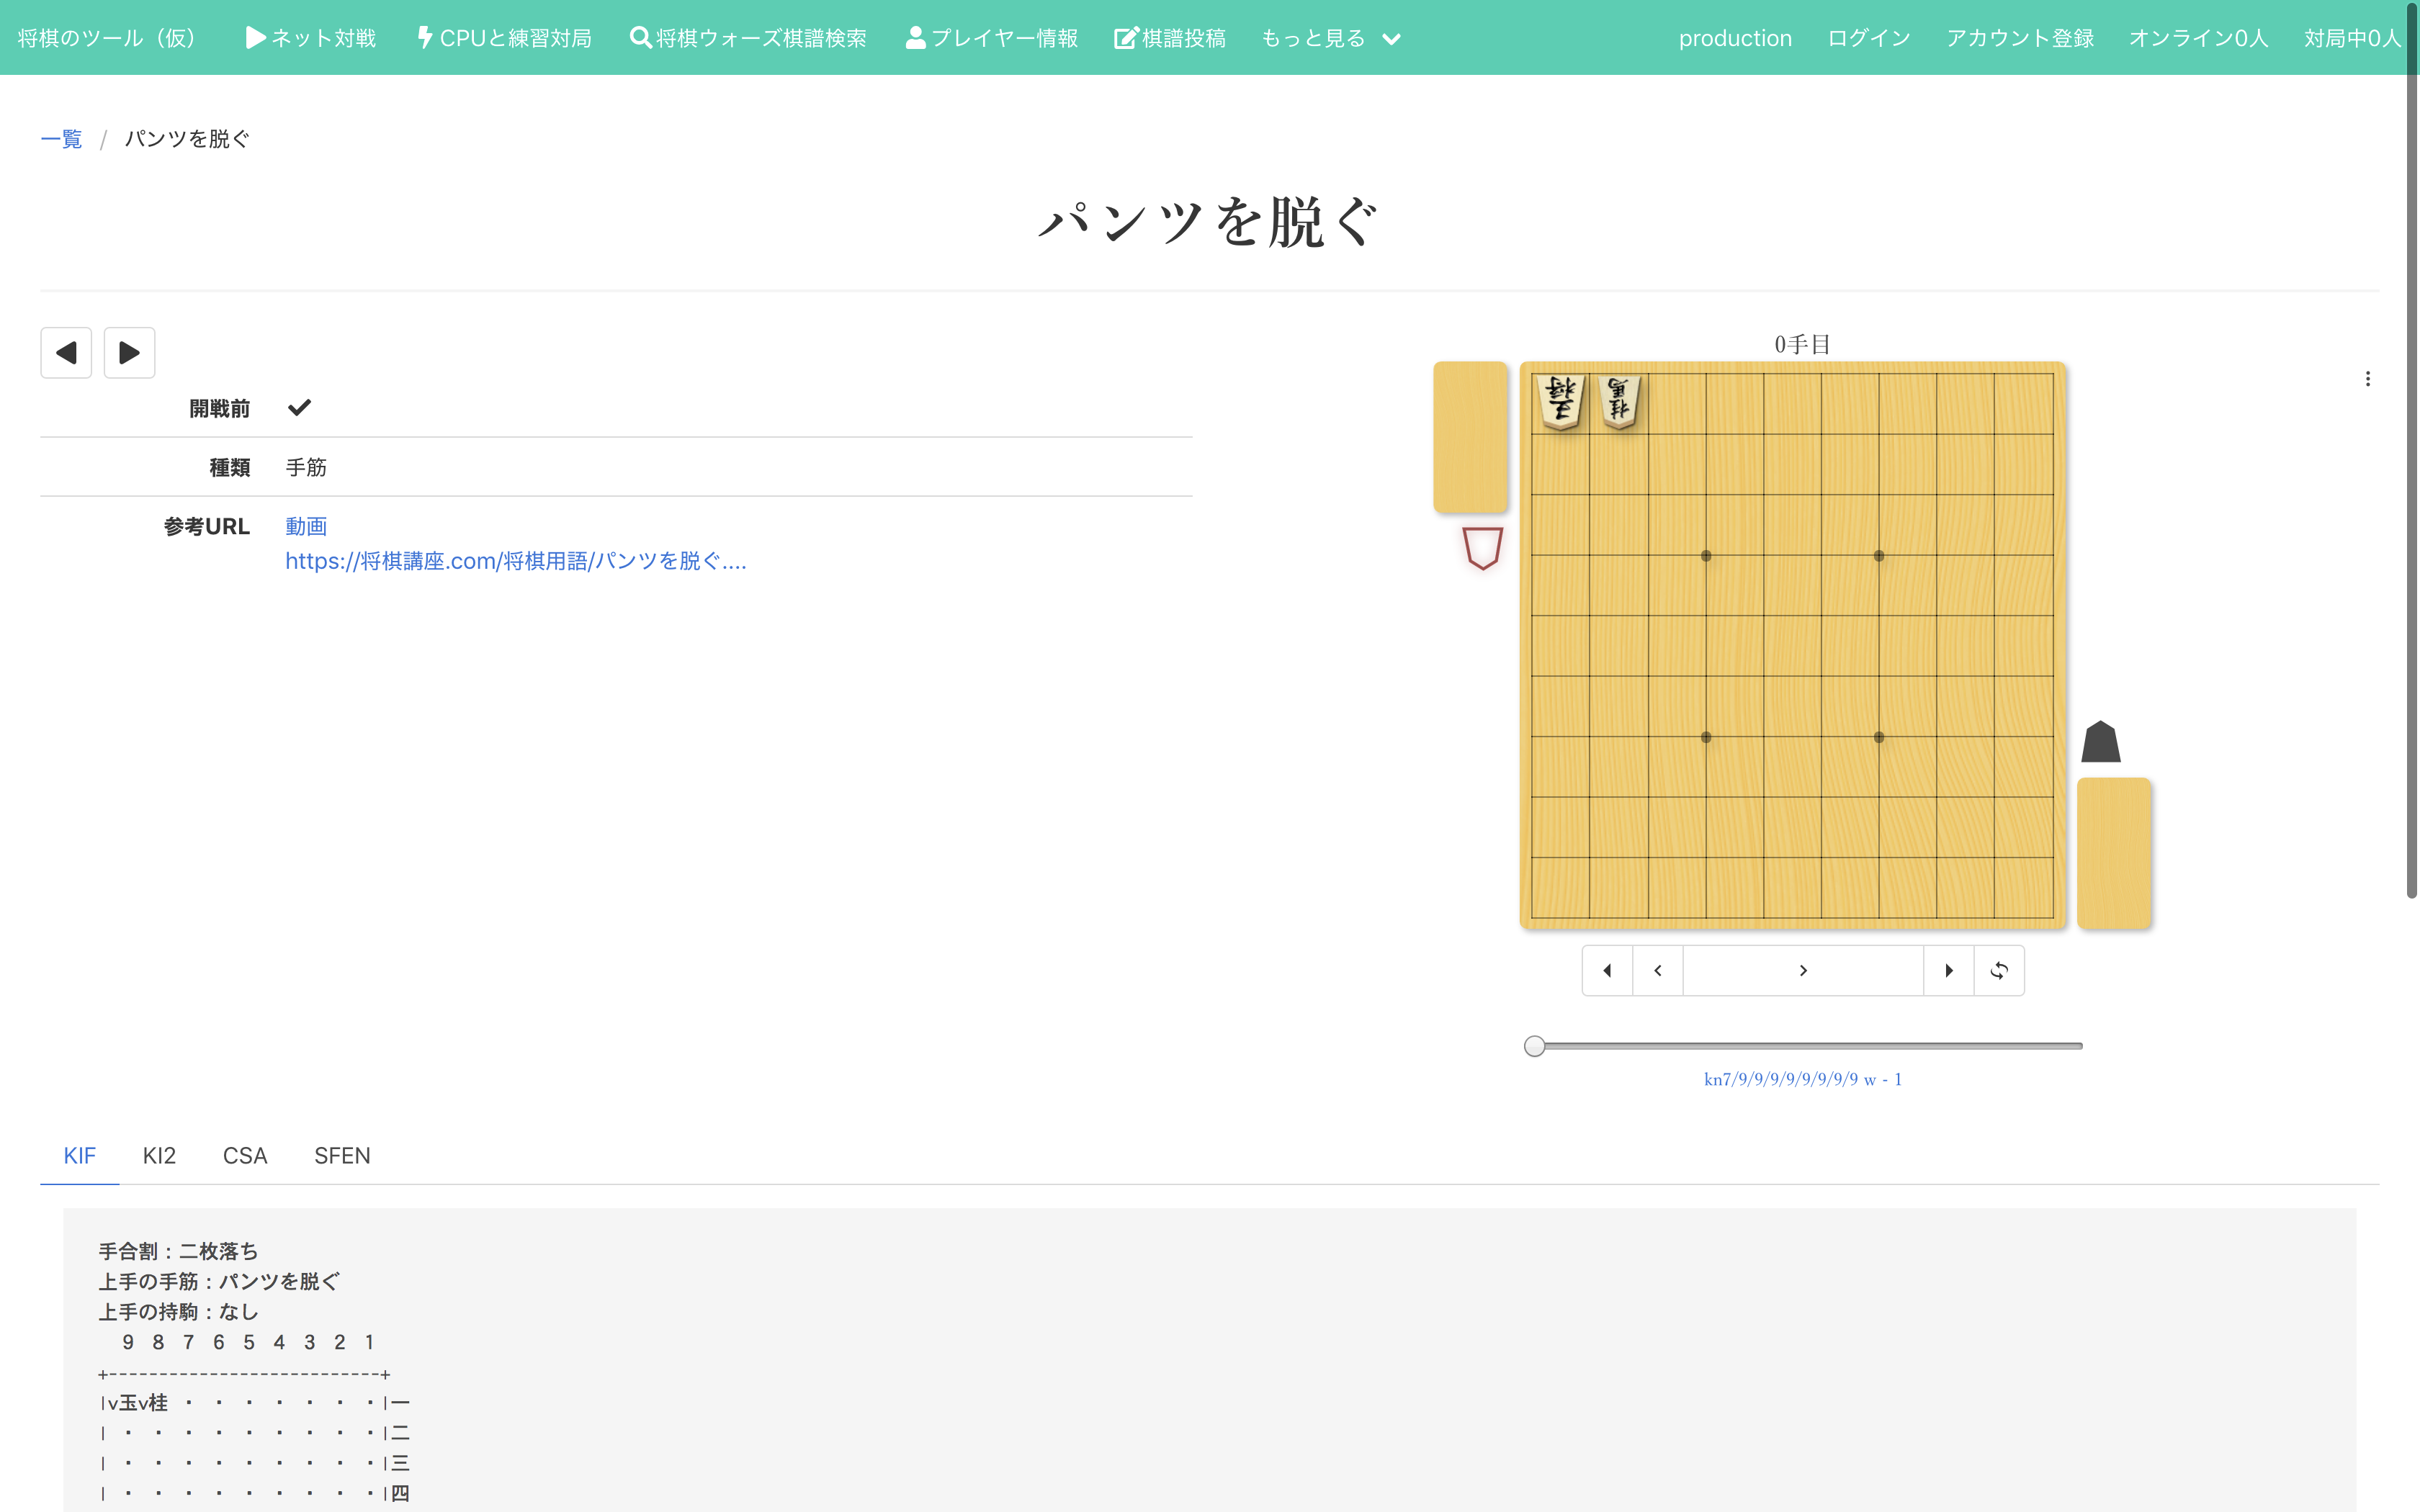 将棋のツール（仮） ネット対戦 CPUと練習対局 将棋ウォーズ棋譜検索 プレイヤー情報 棋譜投稿 もっと見る production ログイン アカウント登録 オンライン0人 対局中0人
一覧 / パンツを脱ぐ
パンツを脱ぐ
開戦前
種類 手筋
参考URL 動画
https://将棋講座.com/将棋用語/パンツを脱ぐ....
0手目
王将 桂馬
kn7/9/9/9/9/9/9/9/9 w - 1
KIF KI2 CSA SFEN
手合割：二枚落ち
上手の手筋：パンツを脱ぐ
上手の持駒：なし
9 8 7 6 5 4 3 2 1
+---------------------------+
|v玉v桂 ・ ・ ・ ・ ・ ・ ・|一
| ・ ・ ・ ・ ・ ・ ・ ・ ・|二
| ・ ・ ・ ・ ・ ・ ・ ・ ・|三
| ・ ・ ・ ・ ・ ・ ・ ・ ・|四